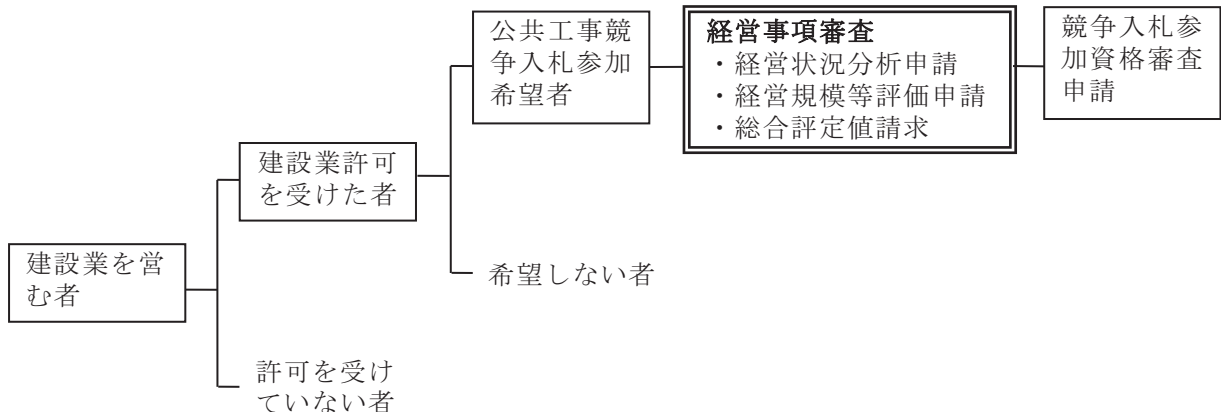 公共工事競
争入札参加
希望者
経営事項審査
・経営状況分析申請
・経営規模等評価申請
・総合評定値請求
競争入札参
加資格審査
申請
建設業許可
を受けた者
建設業を営
む者
希望しない者
許可を受け
ていない者